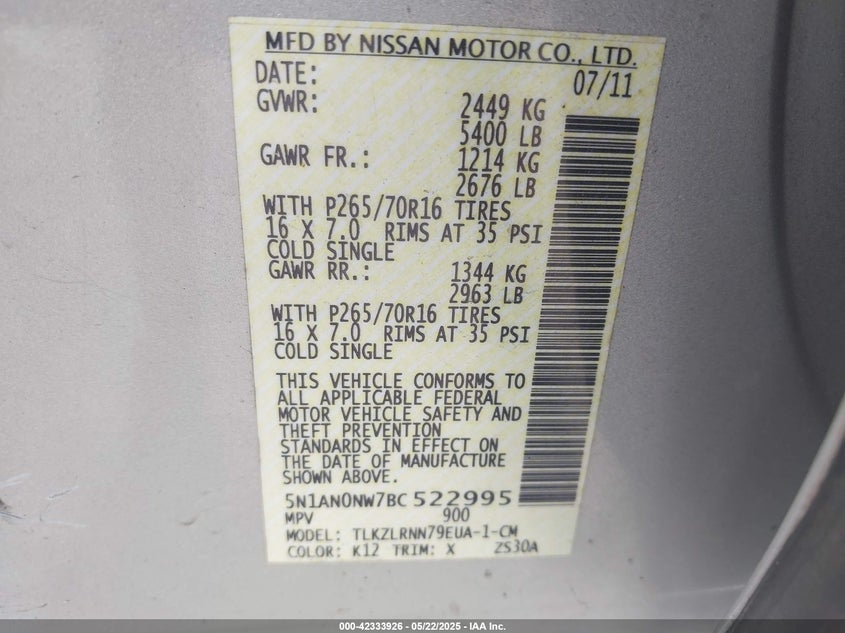 MFD BY NISSAN MOTOR CO., LTD.
DATE: 07/11
GVWR: 2449 KG
5400 LB
GAWR FR.: 1214 KG
2676 LB
WITH P265/70R16 TIRES
16 X 7.0 RIMS AT 35 PSI
COLD SINGLE
GAWR RR.: 1344 KG
2963 LB
WITH P265/70R16 TIRES
16 X 7.0 RIMS AT 35 PSI
COLD SINGLE
THIS VEHICLE CONFORMS TO
ALL APPLICABLE FEDERAL
MOTOR VEHICLE SAFETY AND
THEFT PREVENTION
STANDARDS IN EFFECT ON
THE DATE OF MANUFACTURE
SHOWN ABOVE.
5N1AN0NW7BC522995
MPV 900
MODEL: TLKZLRNN79EUA-1-CM
COLOR: K12 TRIM: X ZS30A
000-42333926 - 05/22/2025 - IAA Inc.